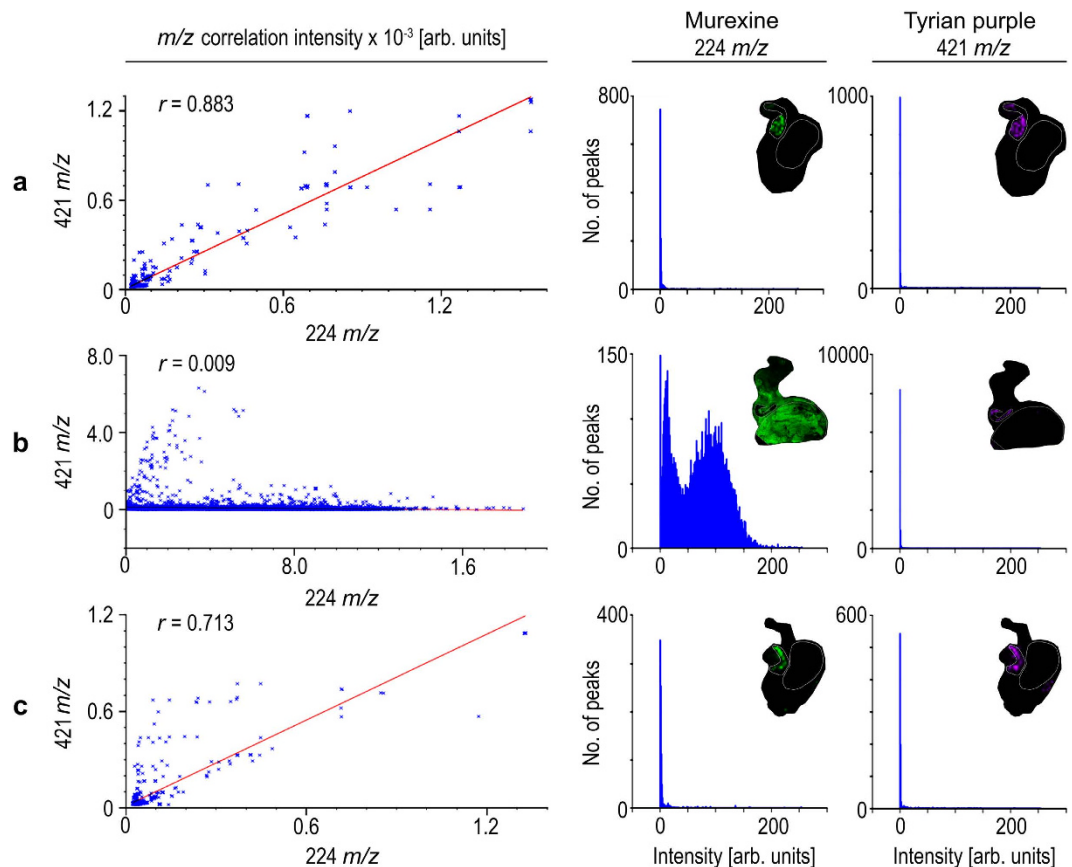 m/z correlation intensity x 10⁻³ [arb. units]
Murexine
224 m/z
Tyrian purple
421 m/z
a
r = 0.883
421 m/z
1.2
0.6
0
0
0.6
1.2
224 m/z
No. of peaks
800
0
0
200
1000
0
0
200
b
r = 0.009
421 m/z
8.0
4.0
0
0
8.0
1.6
224 m/z
No. of peaks
150
0
0
200
10000
0
0
200
c
r = 0.713
421 m/z
1.2
0.6
0
0
0.6
1.2
224 m/z
No. of peaks
400
0
0
200
Intensity [arb. units]
600
0
0
200
Intensity [arb. units]